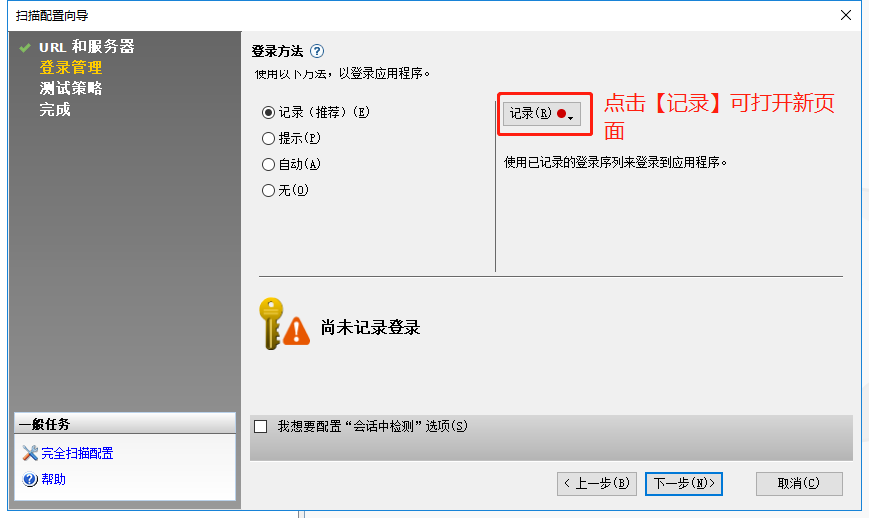 扫描配置向导
URL 和服务器
登录管理
测试策略
完成
登录方法
使用以下方法，以登录应用程序。
记录（推荐）(E)
提示(P)
自动(A)
无(O)
记录(R)
点击【记录】可打开新页
面
使用已记录的登录序列来登录到应用程序。
尚未记录登录
一般任务
完全扫描配置
帮助
我想要配置“会话中检测”选项(S)
< 上一步(B)
下一步(N)>
取消(C)